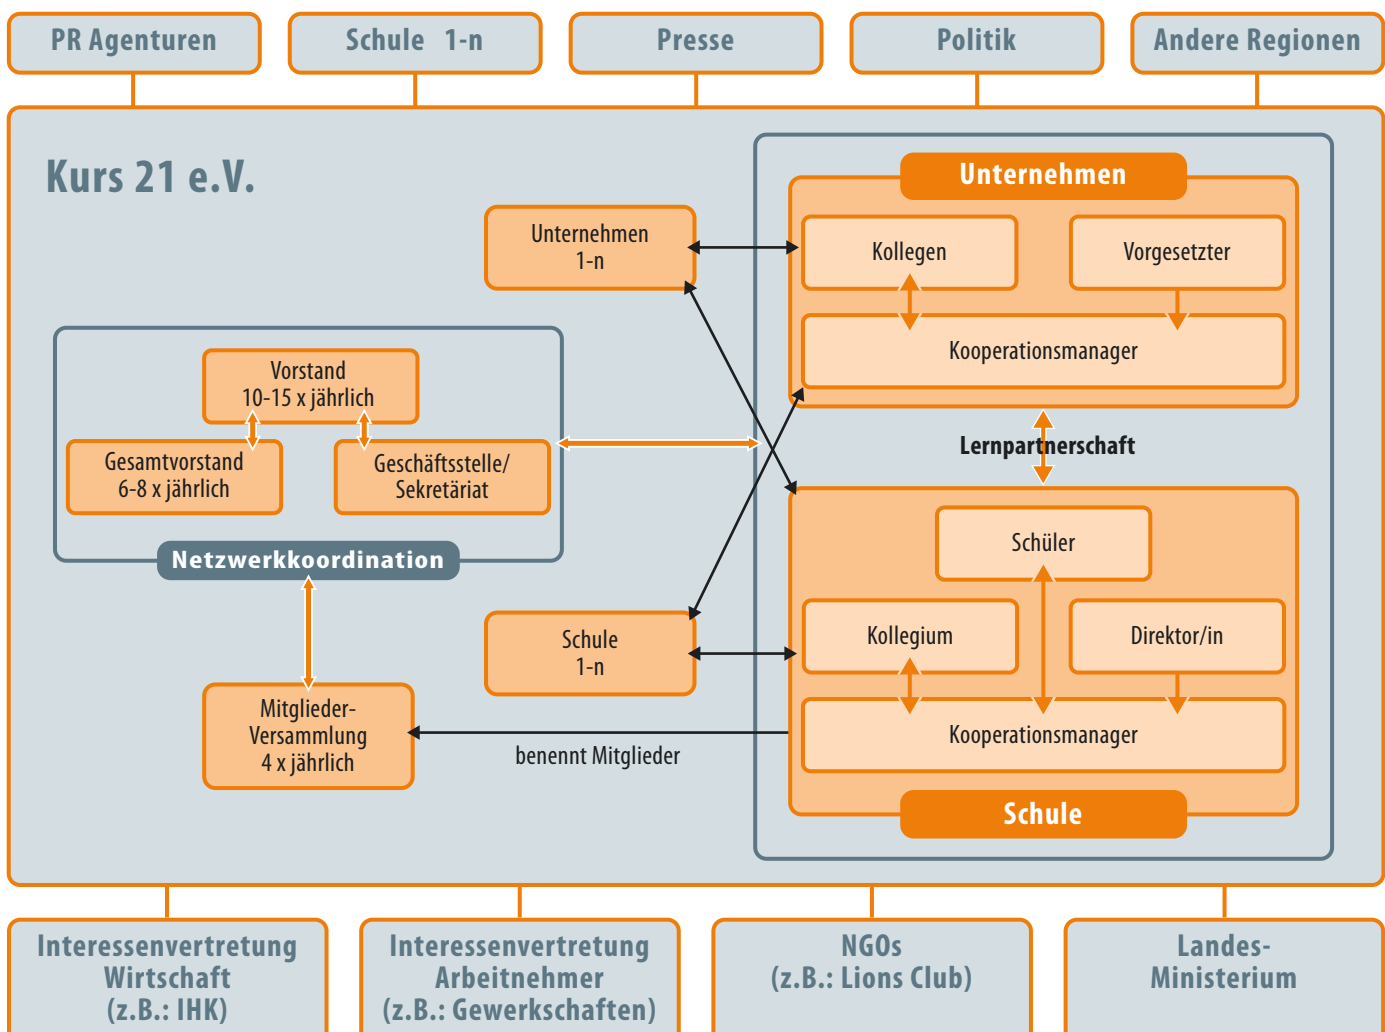 PR Agenturen
Schule 1-n
Presse
Politik
Andere Regionen
Kurs 21 e.V.
Unternehmen
Unternehmen
1-n
Kollegen
Vorgesetzter
Kooperationsmanager
Vorstand
10-15 x jährlich
Gesamtvorstand
6-8 x jährlich
Geschäftsstelle/
Sekretäriat
Netzwerkkoordination
Lernpartnerschaft
Schüler
Schule
1-n
Kollegium
Direktor/in
Kooperationsmanager
Mitglieder-
Versammlung
4 x jährlich
benennt Mitglieder
Schule
Interessenvertretung
Wirtschaft
(z.B.: IHK)
Interessenvertretung
Arbeitnehmer
(z.B.: Gewerkschaften)
NGOs
(z.B.: Lions Club)
Landes-
Ministerium